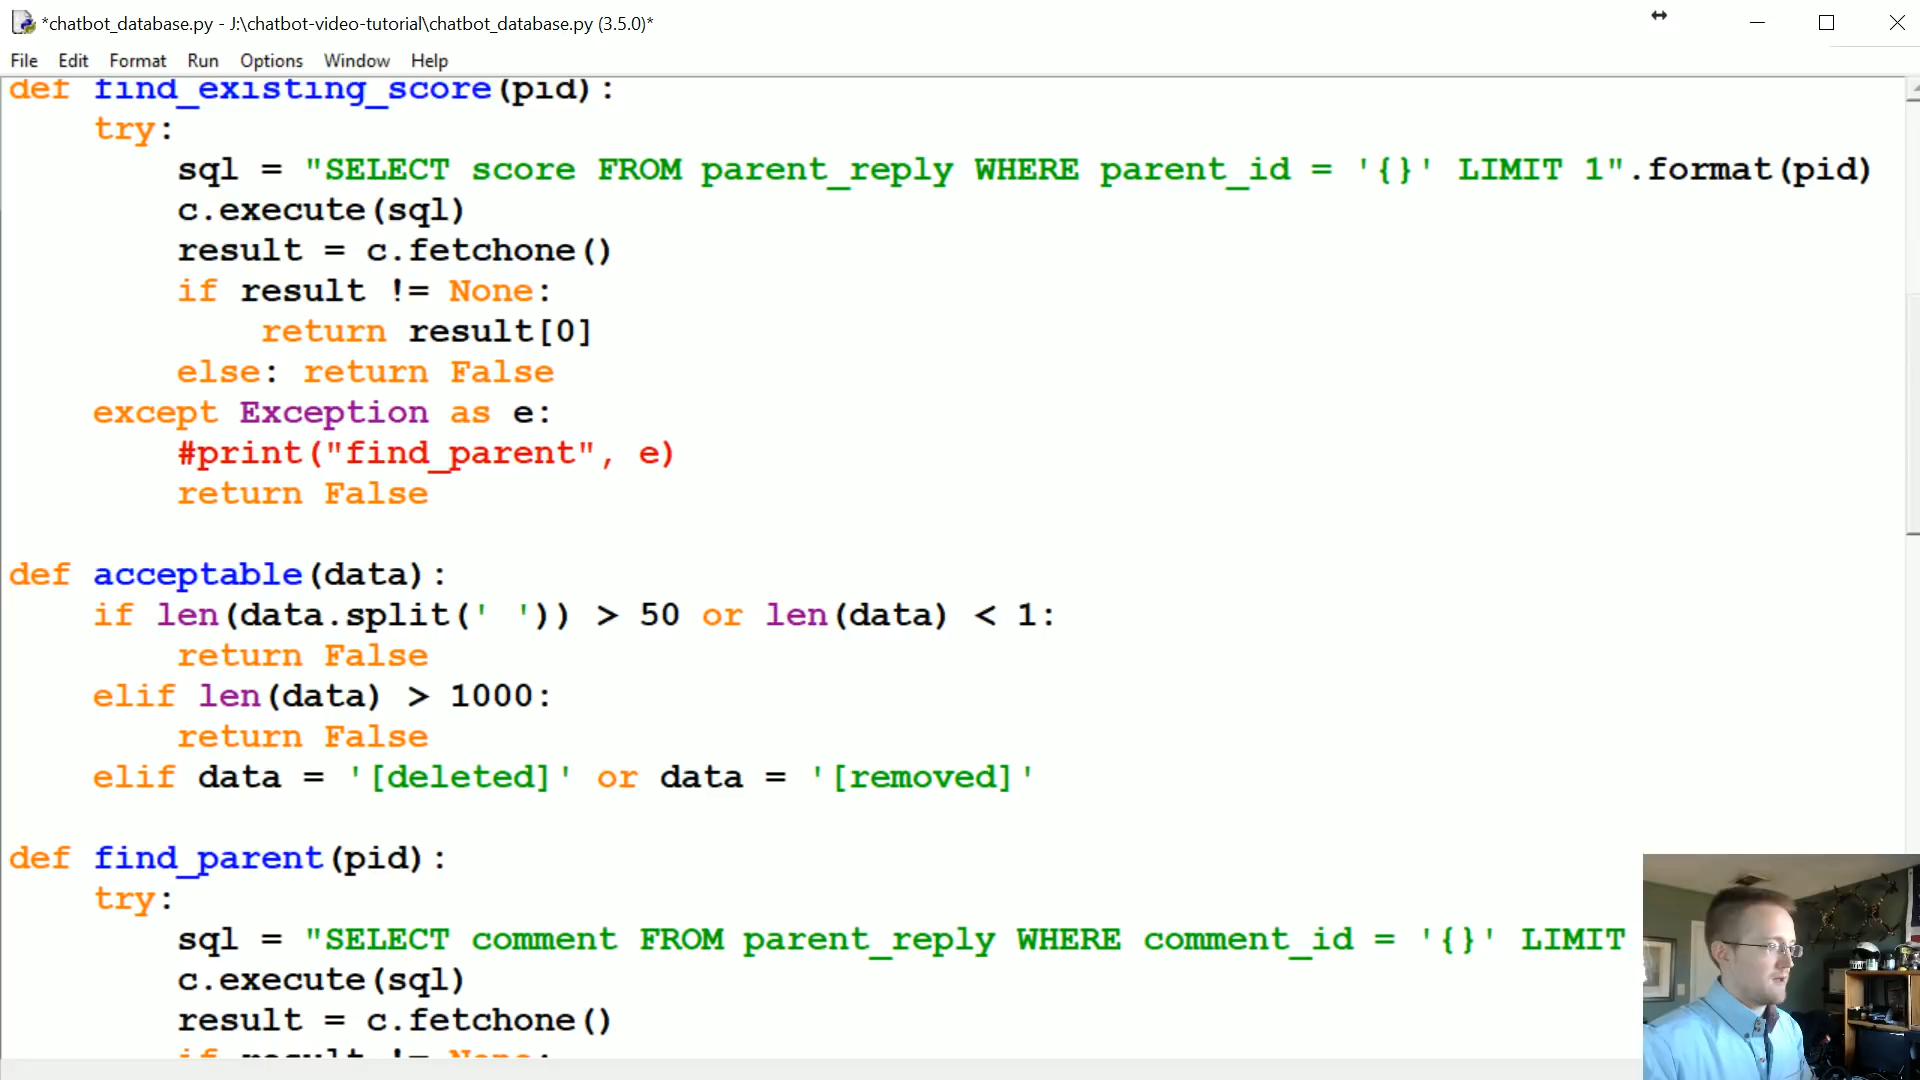 *chatbot_database.py - J:\chatbot-video-tutorial\chatbot_database.py (3.5.0)*
File Edit Format Run Options Window Help
def find_existing_score(pid):
try:
sql = "SELECT score FROM parent_reply WHERE parent_id = '{}' LIMIT 1".format(pid)
c.execute(sql)
result = c.fetchone()
if result != None:
return result[0]
else: return False
except Exception as e:
#print("find_parent", e)
return False
def acceptable(data):
if len(data.split(' ')) > 50 or len(data) < 1:
return False
elif len(data) > 1000:
return False
elif data = '[deleted]' or data = '[removed]'
def find_parent(pid):
try:
sql = "SELECT comment FROM parent_reply WHERE comment_id = '{}' LIMIT
c.execute(sql)
result = c.fetchone()
if result != None: